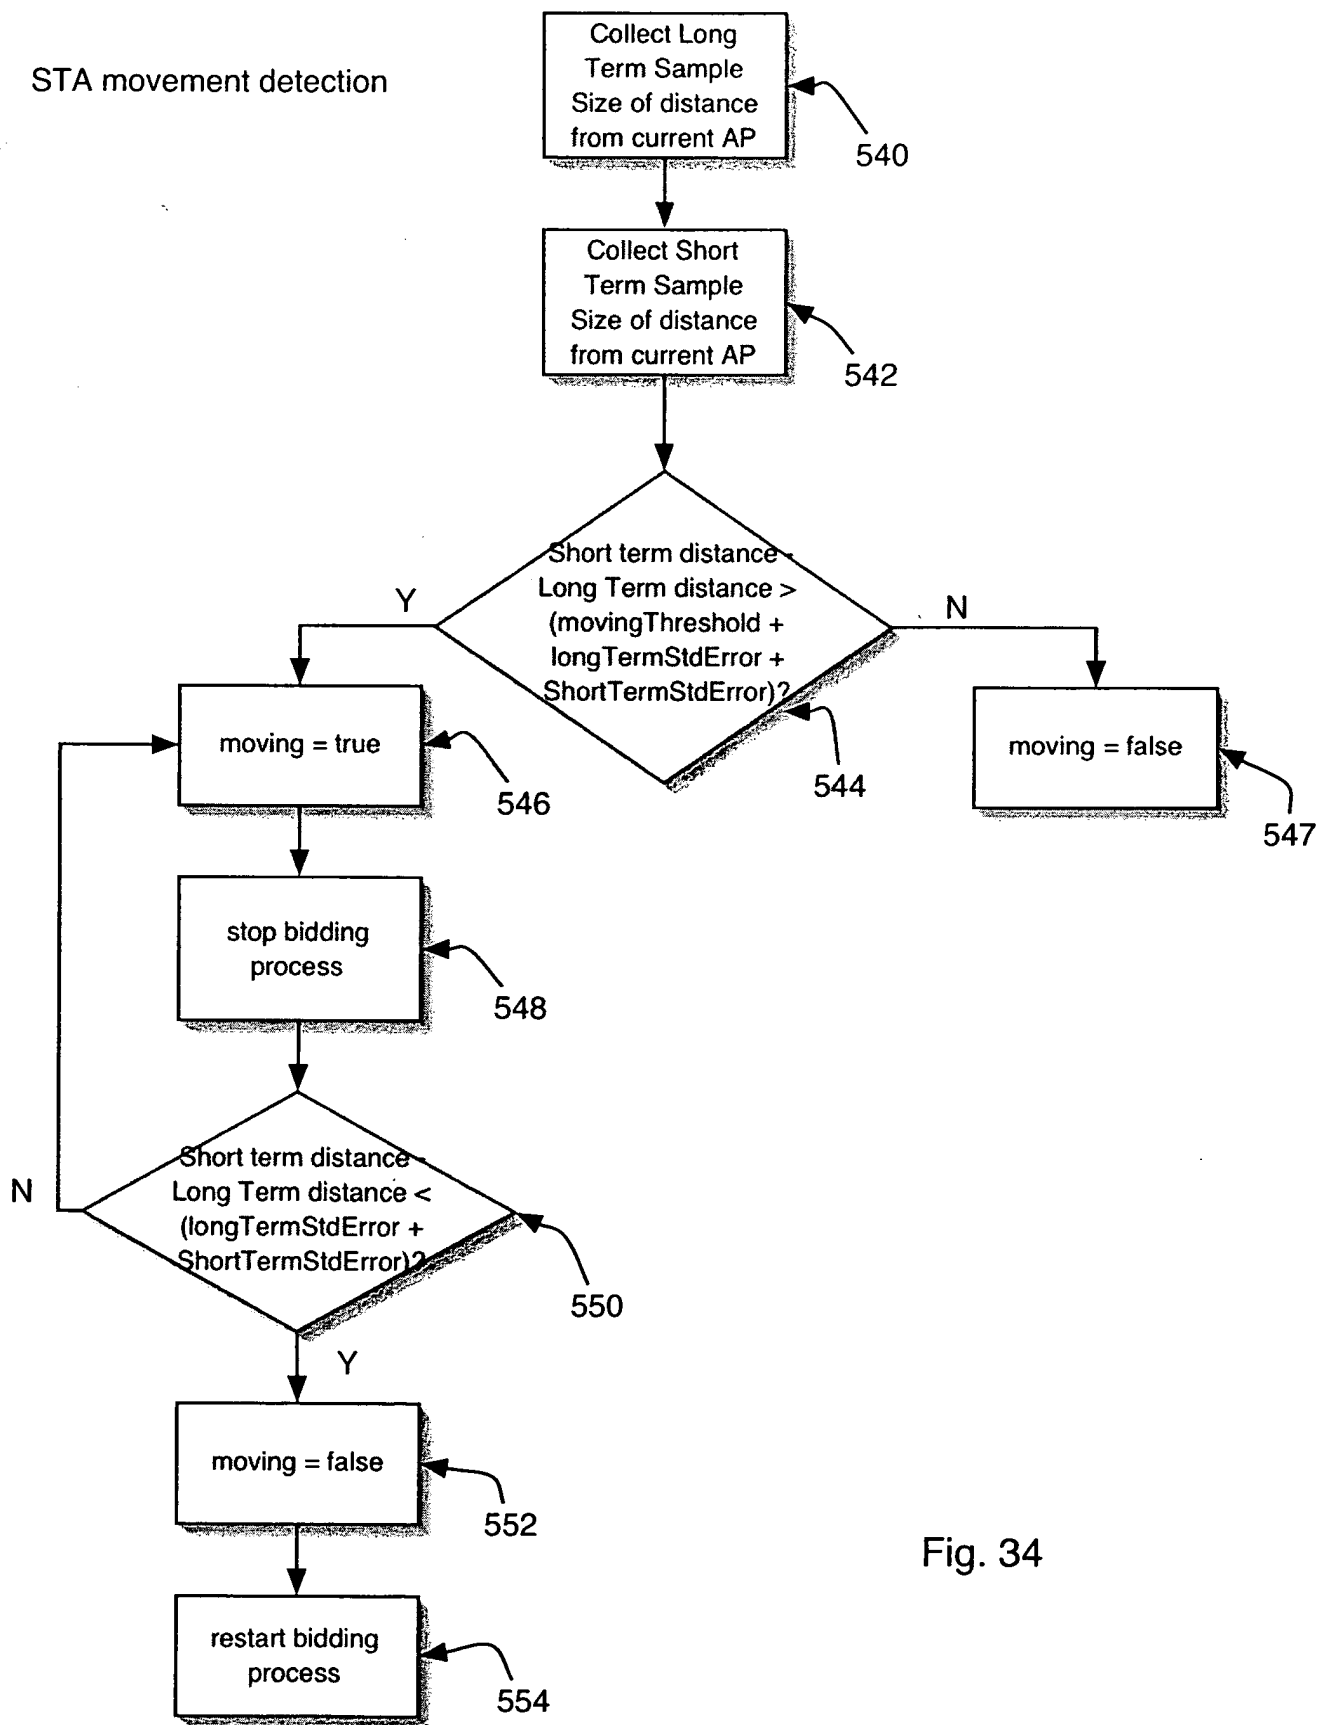 STA movement detection
Collect Long
Term Sample
Size of distance
from current AP
540
Collect Short
Term Sample
Size of distance
from current AP
542
Short term distance -
Long Term distance >
(movingThreshold +
longTermStdError +
ShortTermStdError)?
Y
N
544
moving = true
546
moving = false
547
stop bidding
process
548
Short term distance -
Long Term distance <
(longTermStdError +
ShortTermStdError)?
N
550
Y
moving = false
552
restart bidding
process
554
Fig. 34